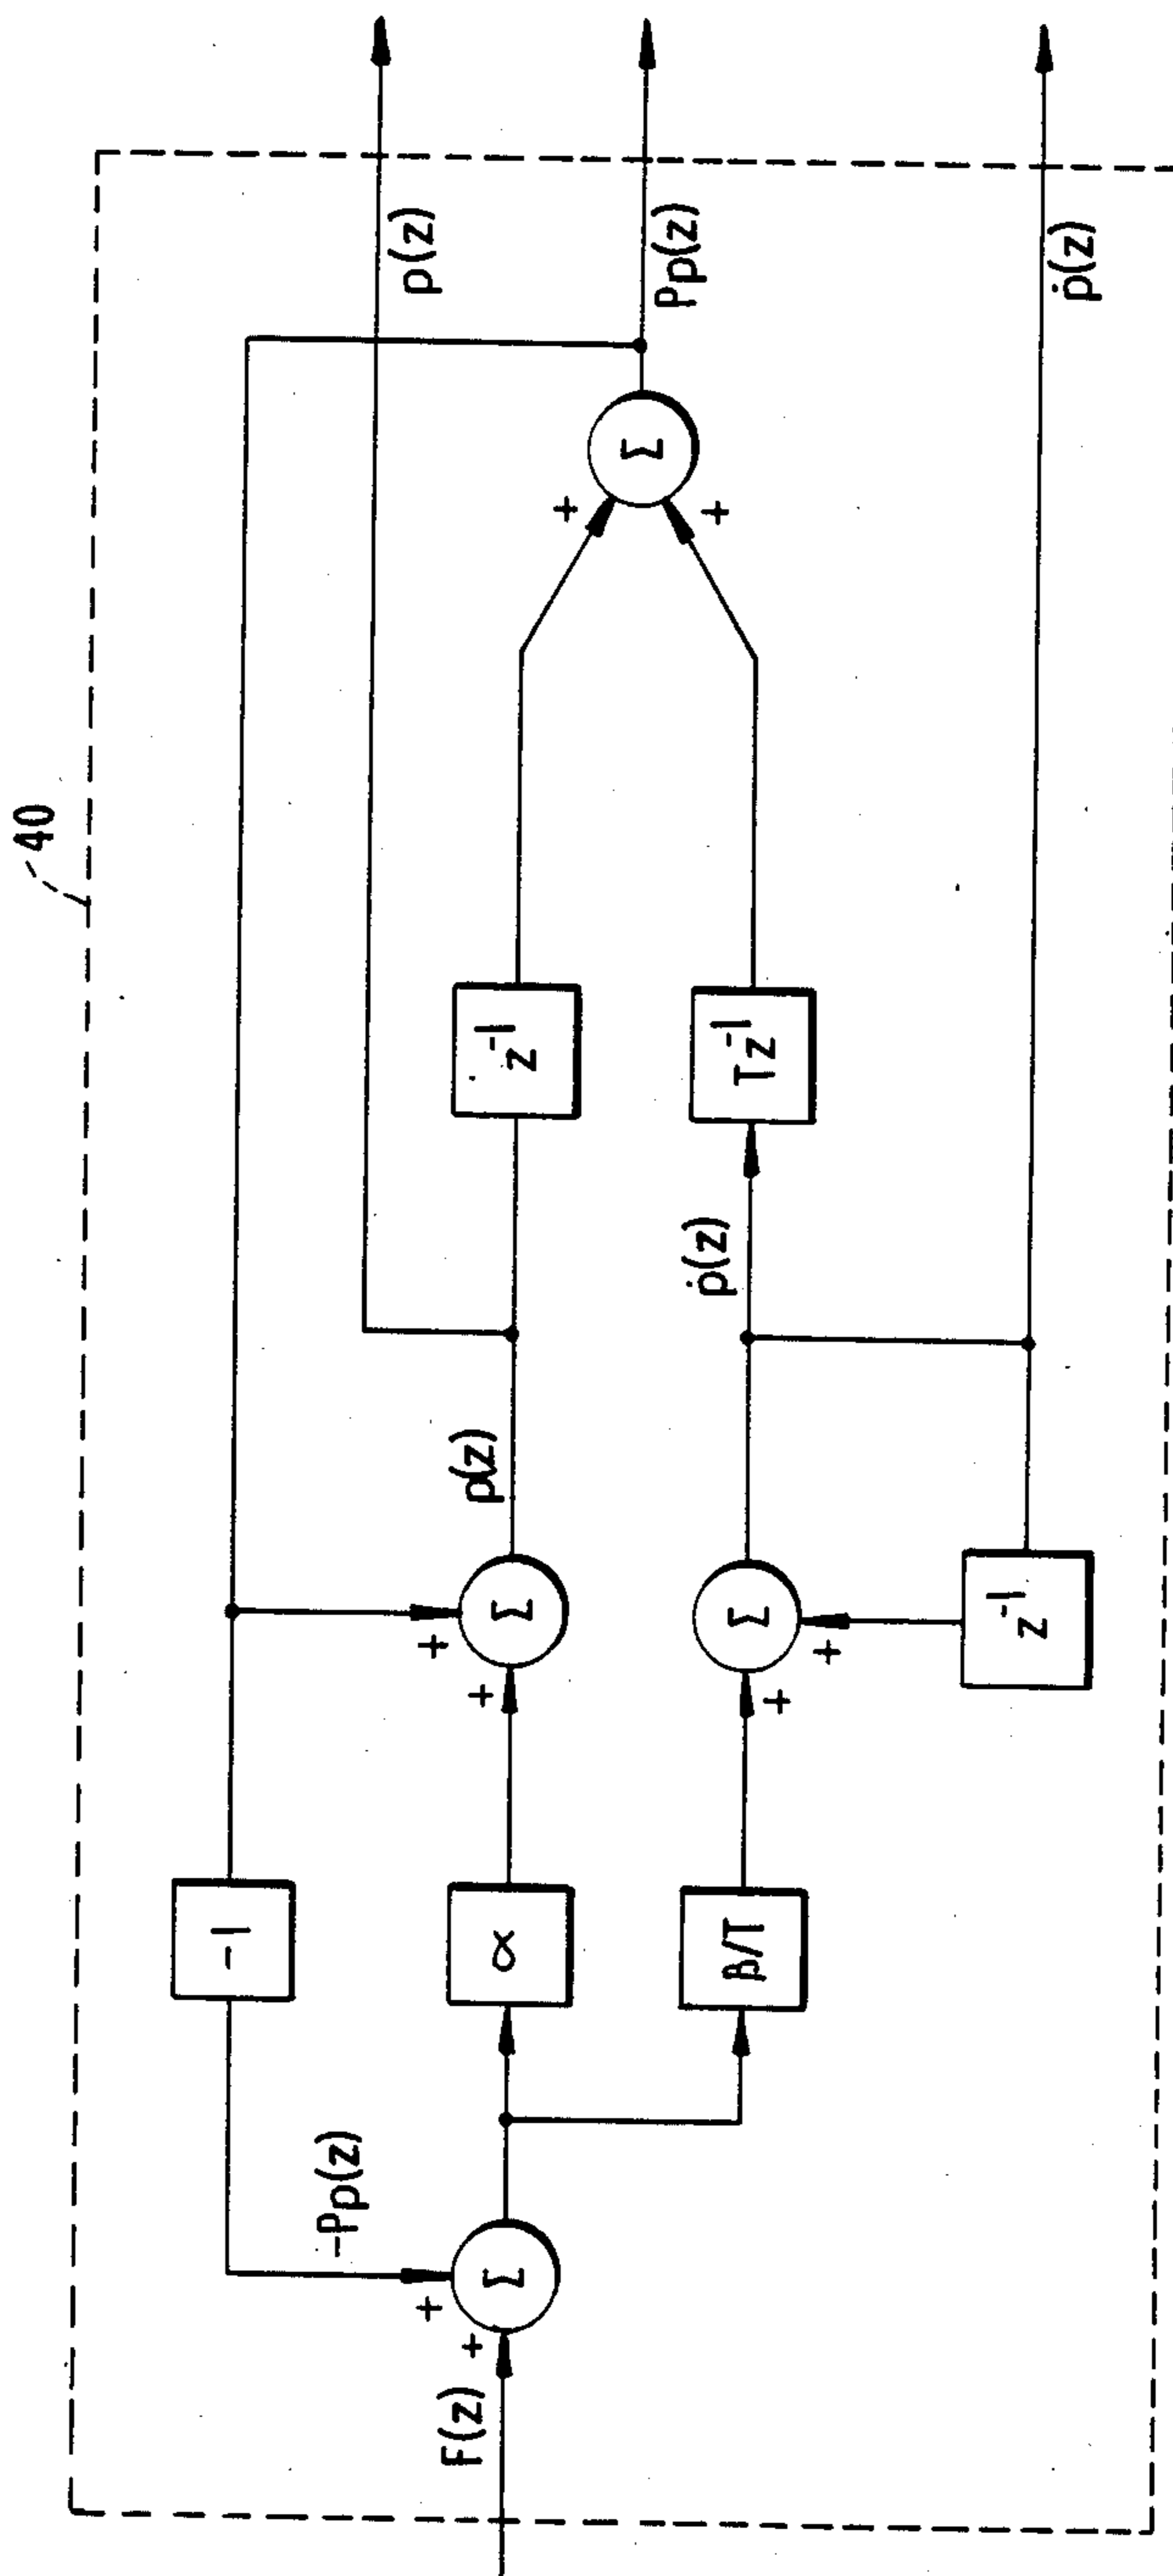 40
-1
-Pp(z)
F(z)
+
+
Σ
α
β/T
+
+
Σ
p(z)
+
+
Σ
ṗ(z)
z⁻¹
z⁻¹
Tz⁻¹
+
+
Σ
p(z)
Pp(z)
ṗ(z)